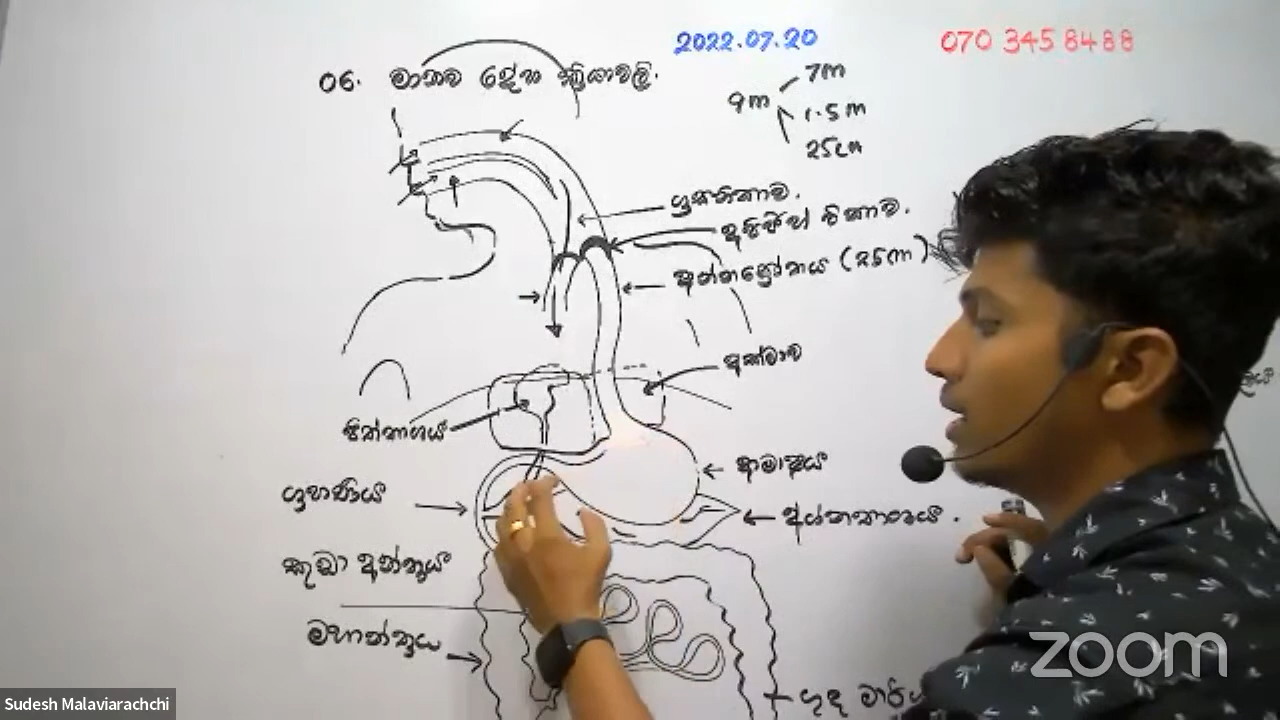 2022.07.20
070 345 8488
06. මානව දේහ ක්‍රියාවලි.
9m
7m
1.5m
25cm
ග්‍රසනිකාව.
අපිජිහ්විකාව.
අන්නස්‍රෝතය (25cm)
අක්මාව
පිත්තාශය
ආමාශය
ග්‍රහණිය
අග්න්‍යාශය.
කුඩා අන්ත්‍රය
මහාන්ත්‍රය
ගුද මාර්ග
zoom
Sudesh Malaviarachchi